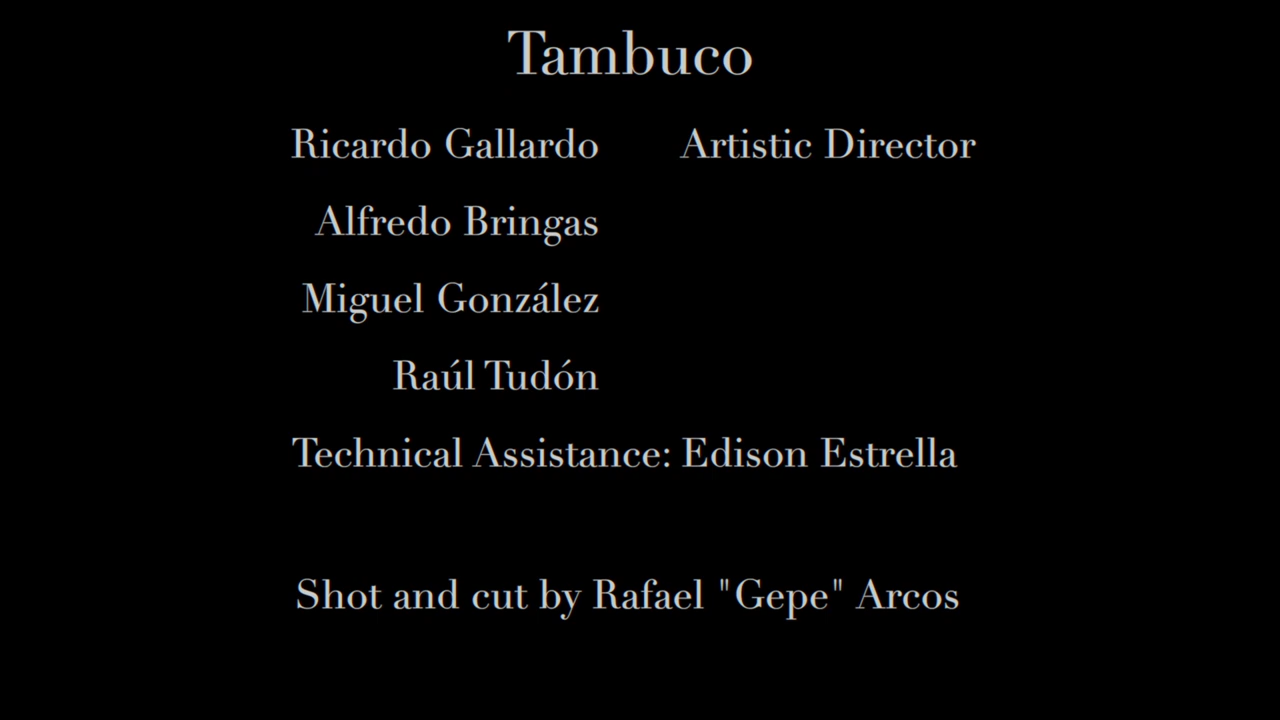 Tambuco
Ricardo Gallardo Artistic Director
Alfredo Bringas
Miguel González
Raúl Tudón
Technical Assistance: Edison Estrella
Shot and cut by Rafael "Gepe" Arcos